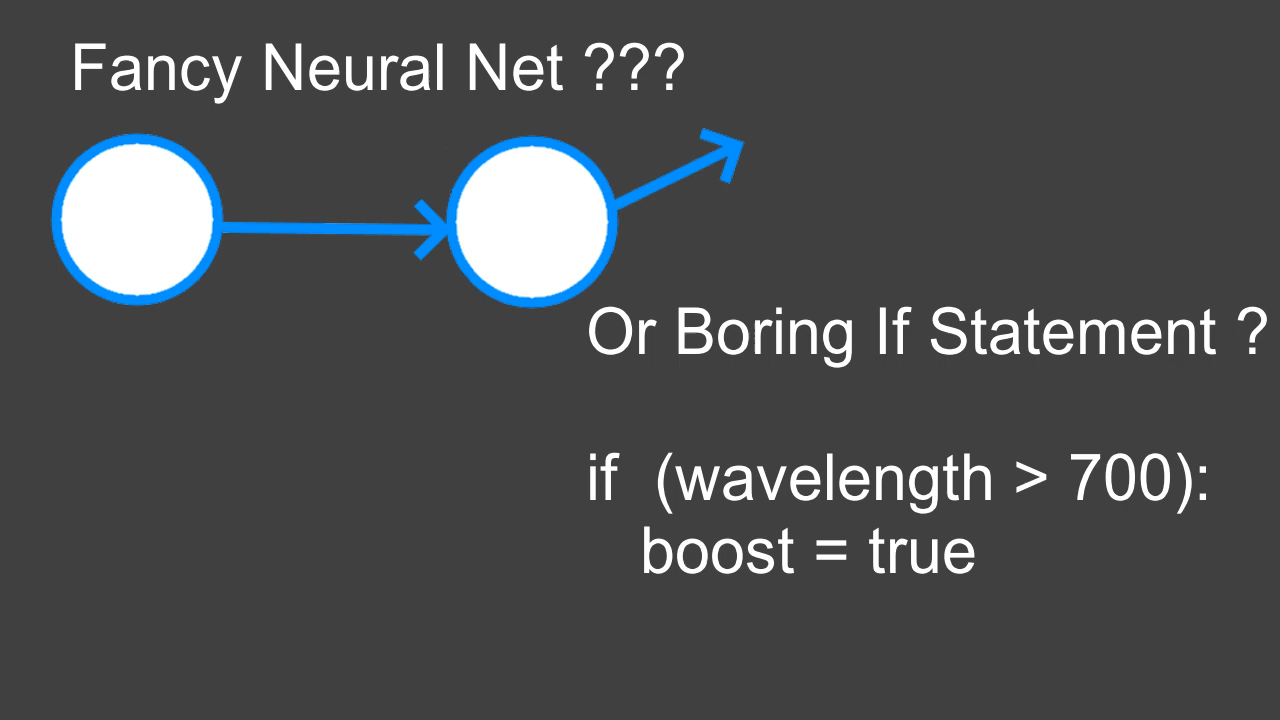 Fancy Neural Net ???
Or Boring If Statement ?
if  (wavelength > 700):
boost = true